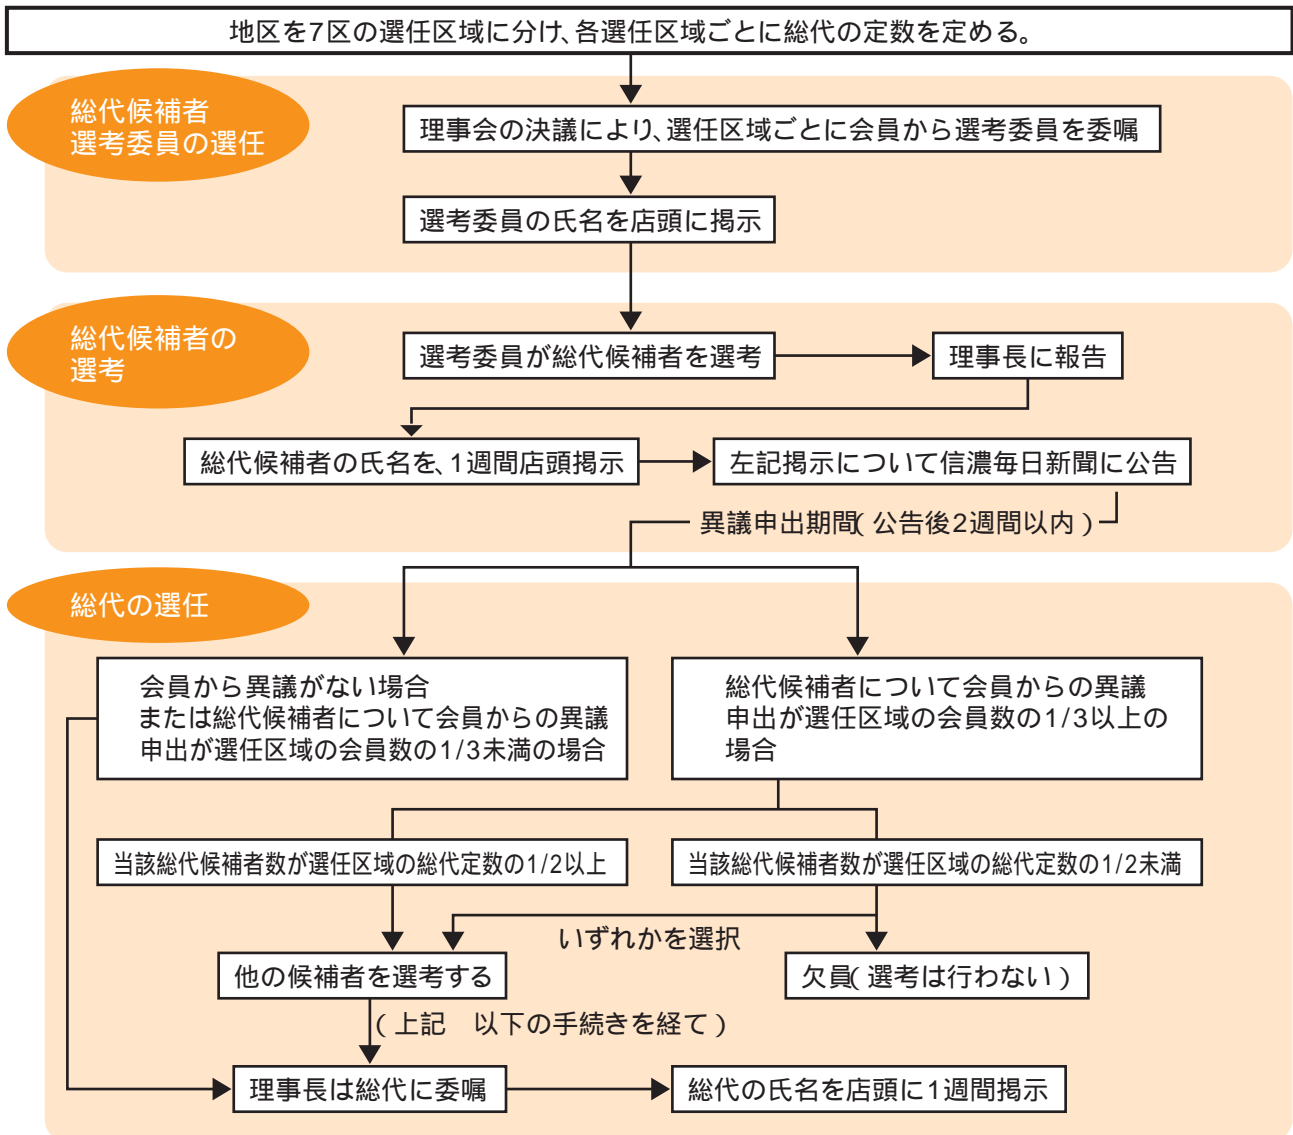 地区を7区の選任区域に分け、各選任区域ごとに総代の定数を定める。
総代候補者
選考委員の選任
理事会の決議により、選任区域ごとに会員から選考委員を委嘱
選考委員の氏名を店頭に掲示
総代候補者の
選考
選考委員が総代候補者を選考
理事長に報告
総代候補者の氏名を、1週間店頭掲示
左記掲示について信濃毎日新聞に公告
異議申出期間(公告後2週間以内)
総代の選任
会員から異議がない場合
または総代候補者について会員からの異議
申出が選任区域の会員数の1/3未満の場合
総代候補者について会員からの異議
申出が選任区域の会員数の1/3以上の
場合
当該総代候補者数が選任区域の総代定数の1/2以上
当該総代候補者数が選任区域の総代定数の1/2未満
いずれかを選択
他の候補者を選考する
欠員(選考は行わない)
(上記　以下の手続きを経て)
理事長は総代に委嘱
総代の氏名を店頭に1週間掲示